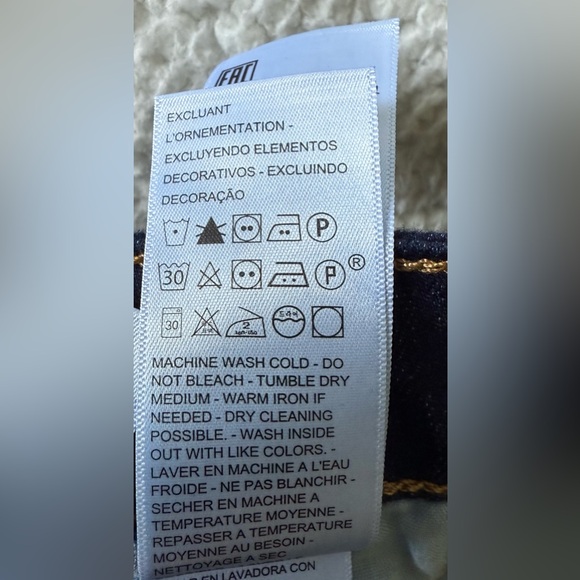 EAC
EXCLUANT
L'ORNEMENTATION -
EXCLUYENDO ELEMENTOS
DECORATIVOS - EXCLUINDO
DECORAÇÃO
P
30 P®
30 2
MACHINE WASH COLD - DO
NOT BLEACH - TUMBLE DRY
MEDIUM - WARM IRON IF
NEEDED - DRY CLEANING
POSSIBLE. - WASH INSIDE
OUT WITH LIKE COLORS. -
LAVER EN MACHINE A L'EAU
FROIDE - NE PAS BLANCHIR -
SECHER EN MACHINE A
TEMPERATURE MOYENNE -
REPASSER A TEMPERATURE
MOYENNE AU BESOIN -
NETTOYAGE A SEC
EN LAVADORA CON